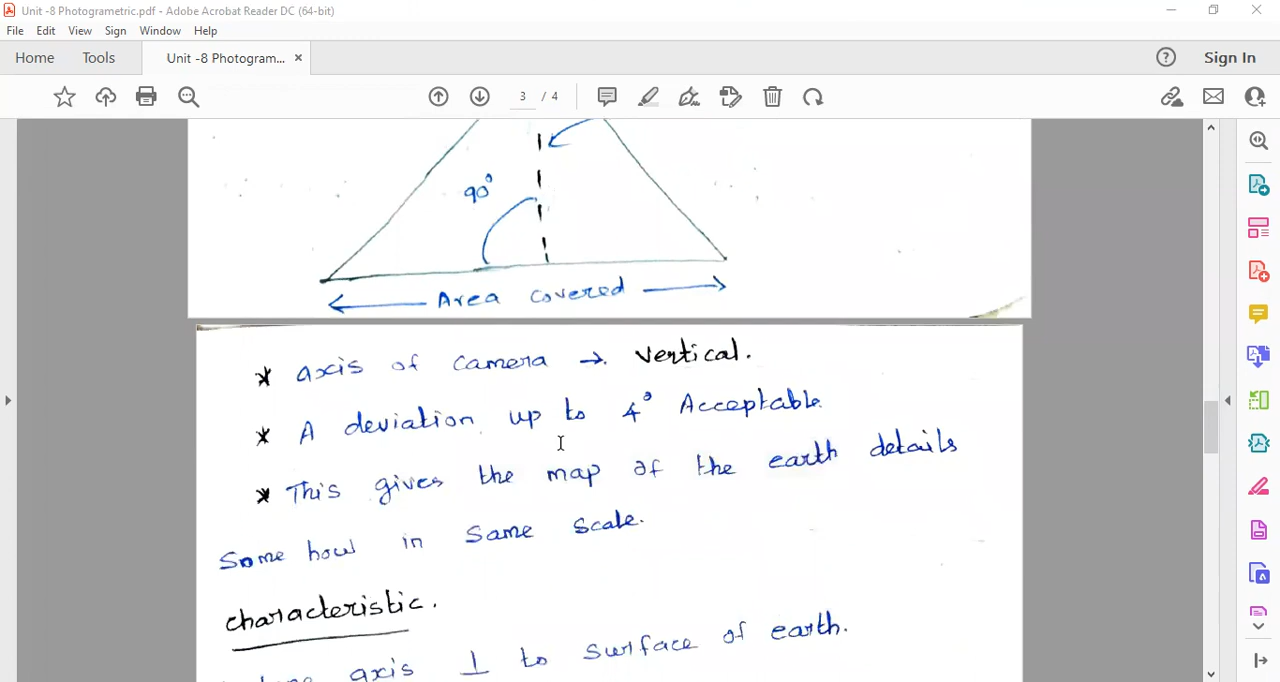 Unit -8 Photogrametric.pdf - Adobe Acrobat Reader DC (64-bit)
File Edit View Sign Window Help
Home Tools Unit -8 Photogram... ×
Sign In
3 / 4
90°
Area covered
* axis of camera → vertical.
* A deviation up to 4° Acceptable.
* This gives the map of the earth details
Some how in same scale.
characteristic.
axis ⊥ to surface of earth.